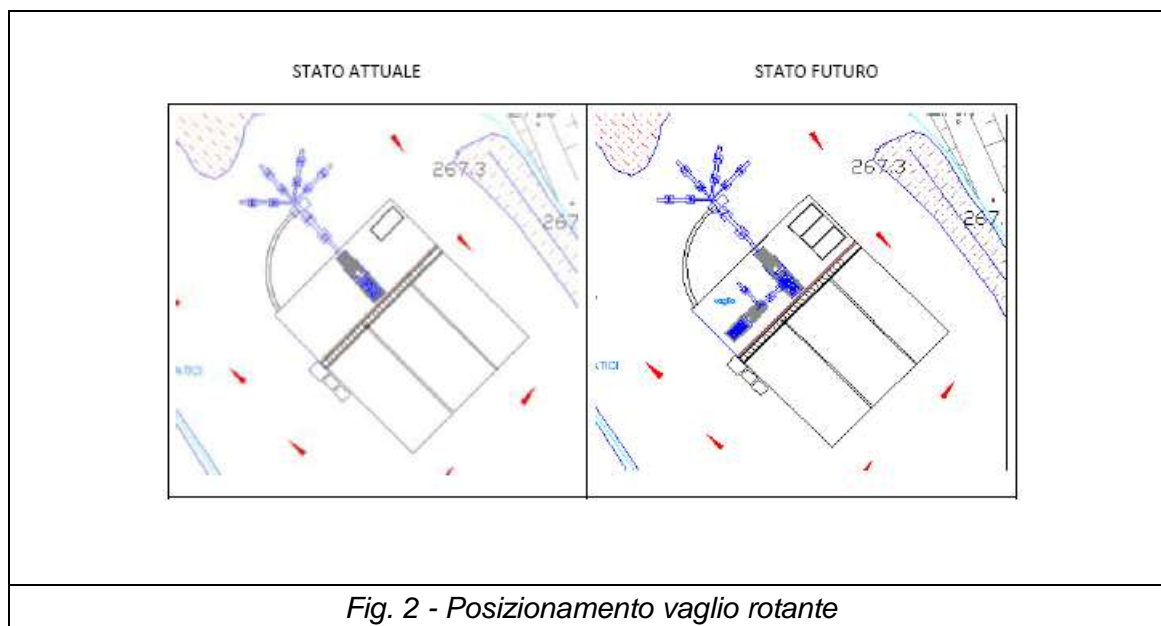 STATO ATTUALE
STATO FUTURO
267.3
267
267.3
267
vaglio
Fig. 2 - Posizionamento vaglio rotante